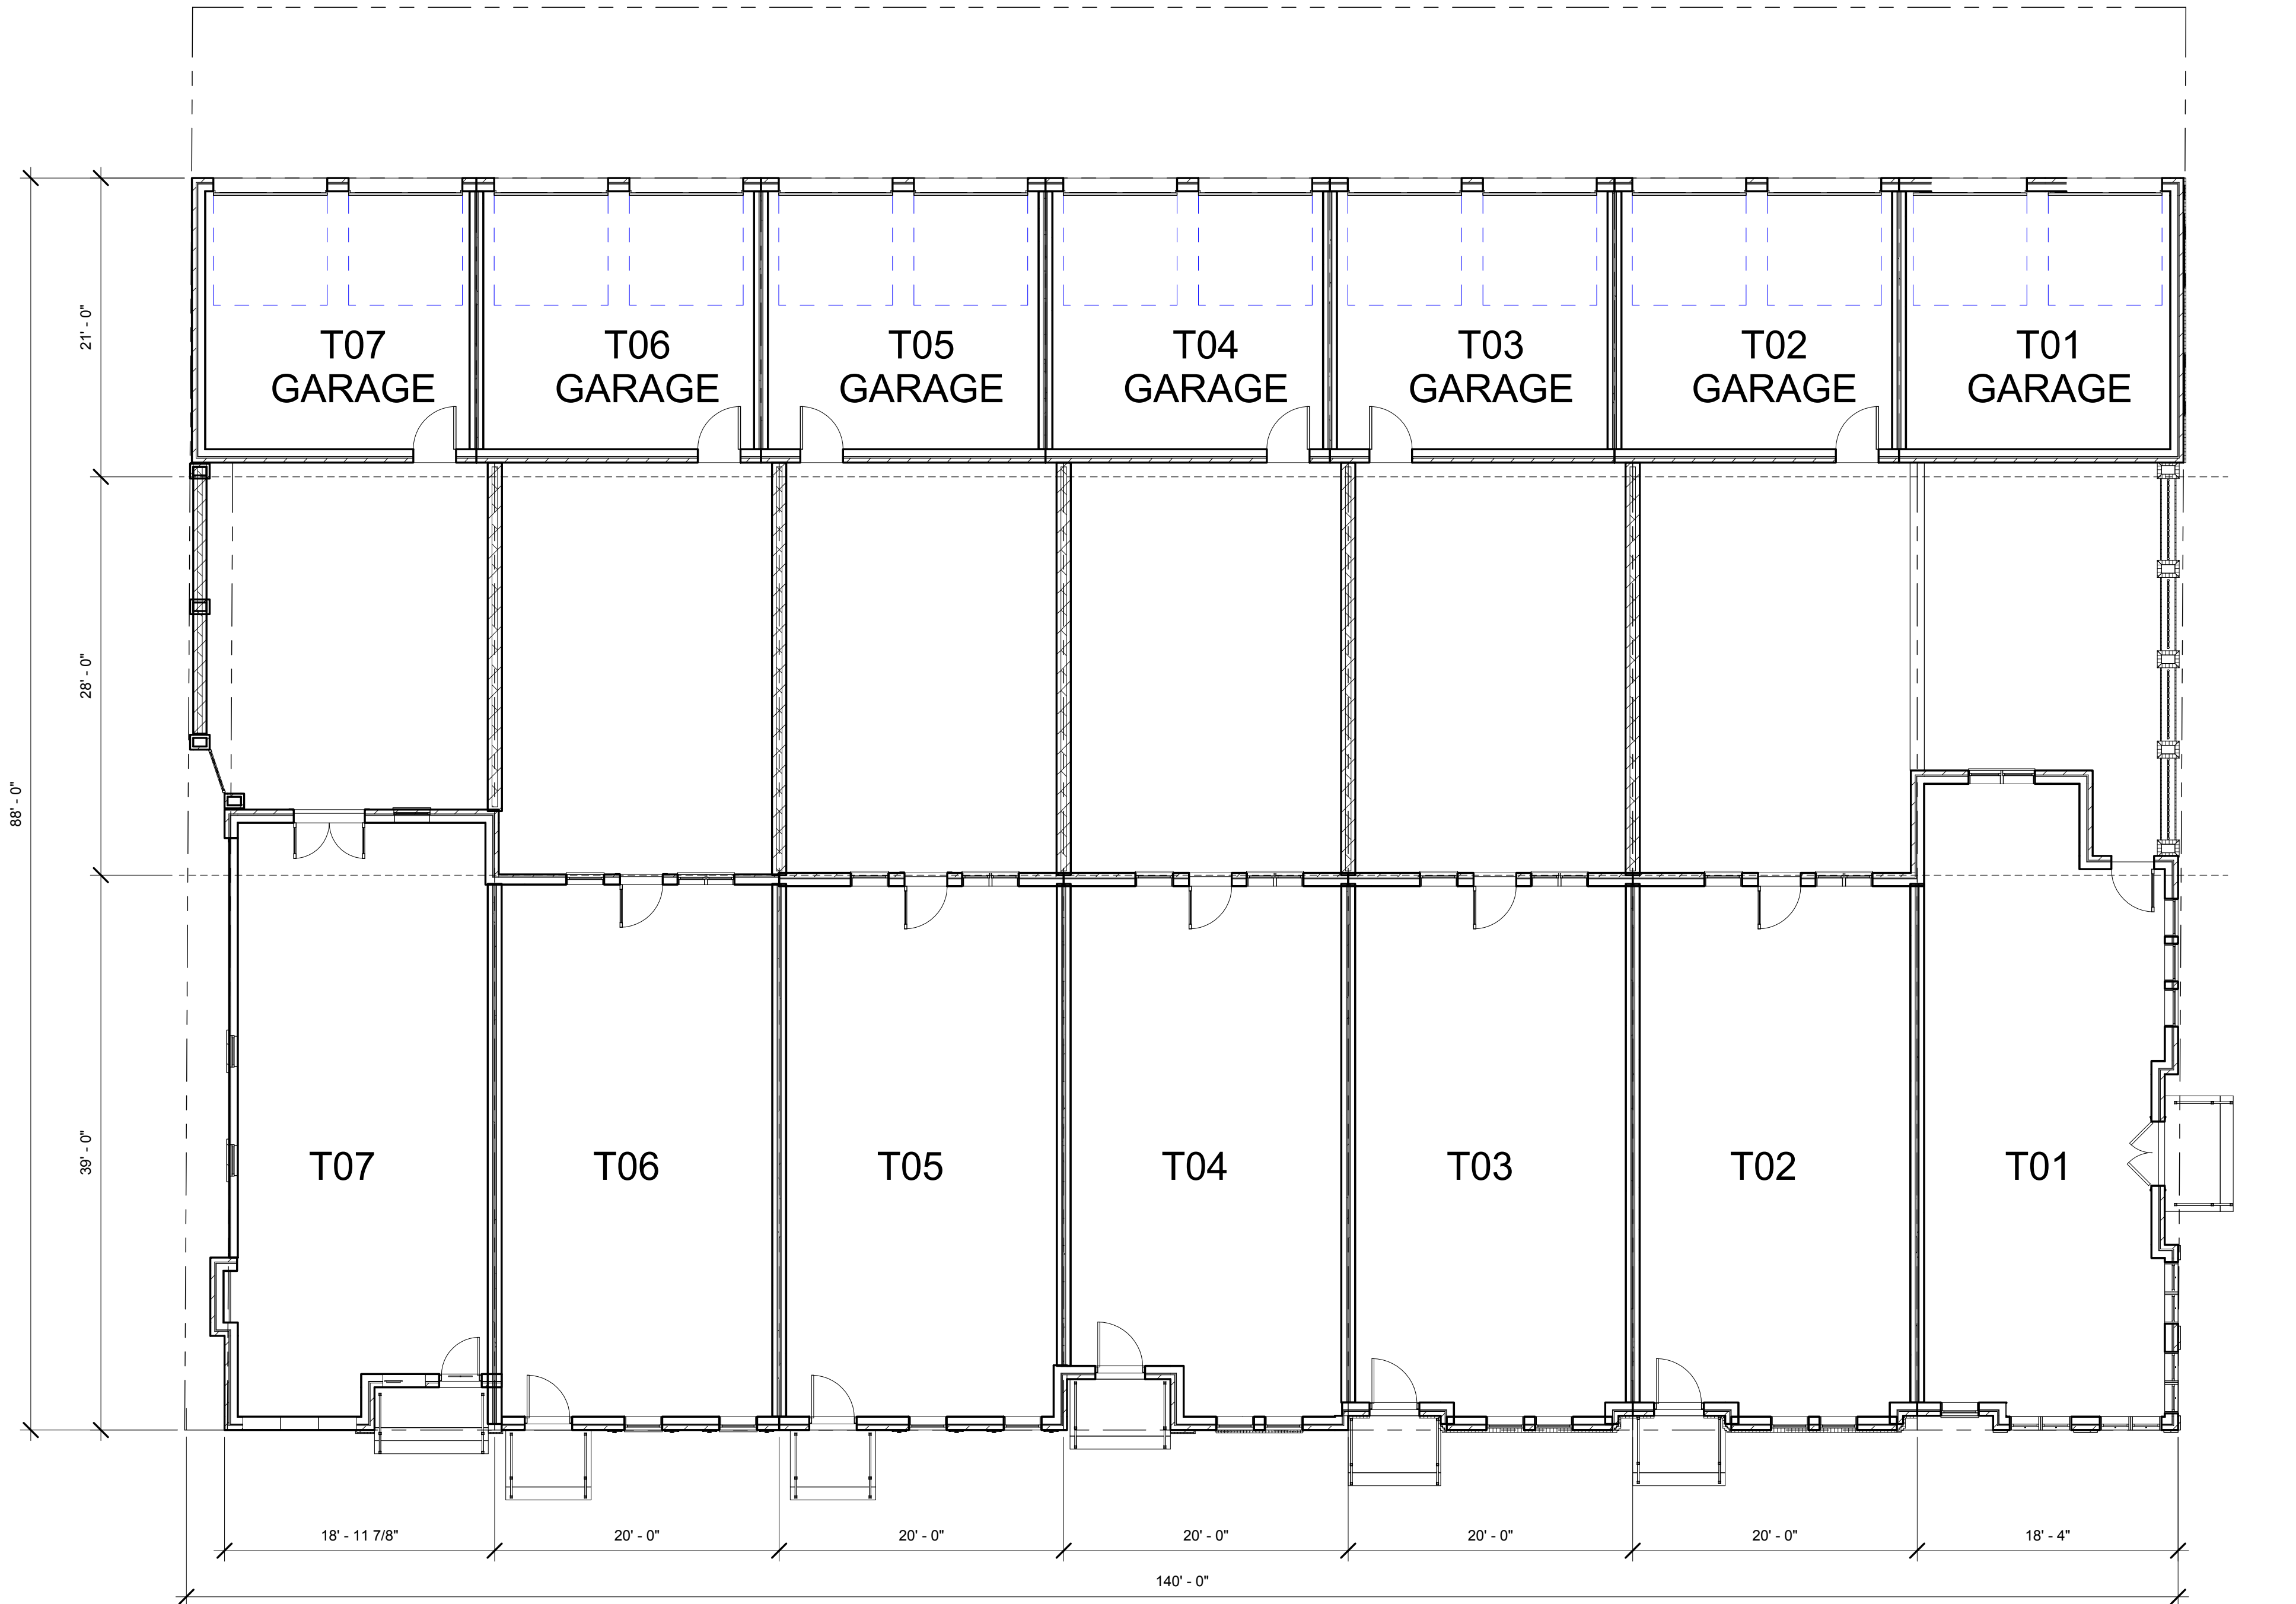 T07
GARAGE
T06
GARAGE
T05
GARAGE
T04
GARAGE
T03
GARAGE
T02
GARAGE
T01
GARAGE
21' - 0"
28' - 0"
88' - 0"
39' - 0"
T07
T06
T05
T04
T03
T02
T01
18' - 11 7/8"
20' - 0"
20' - 0"
20' - 0"
20' - 0"
20' - 0"
18' - 4"
140' - 0"